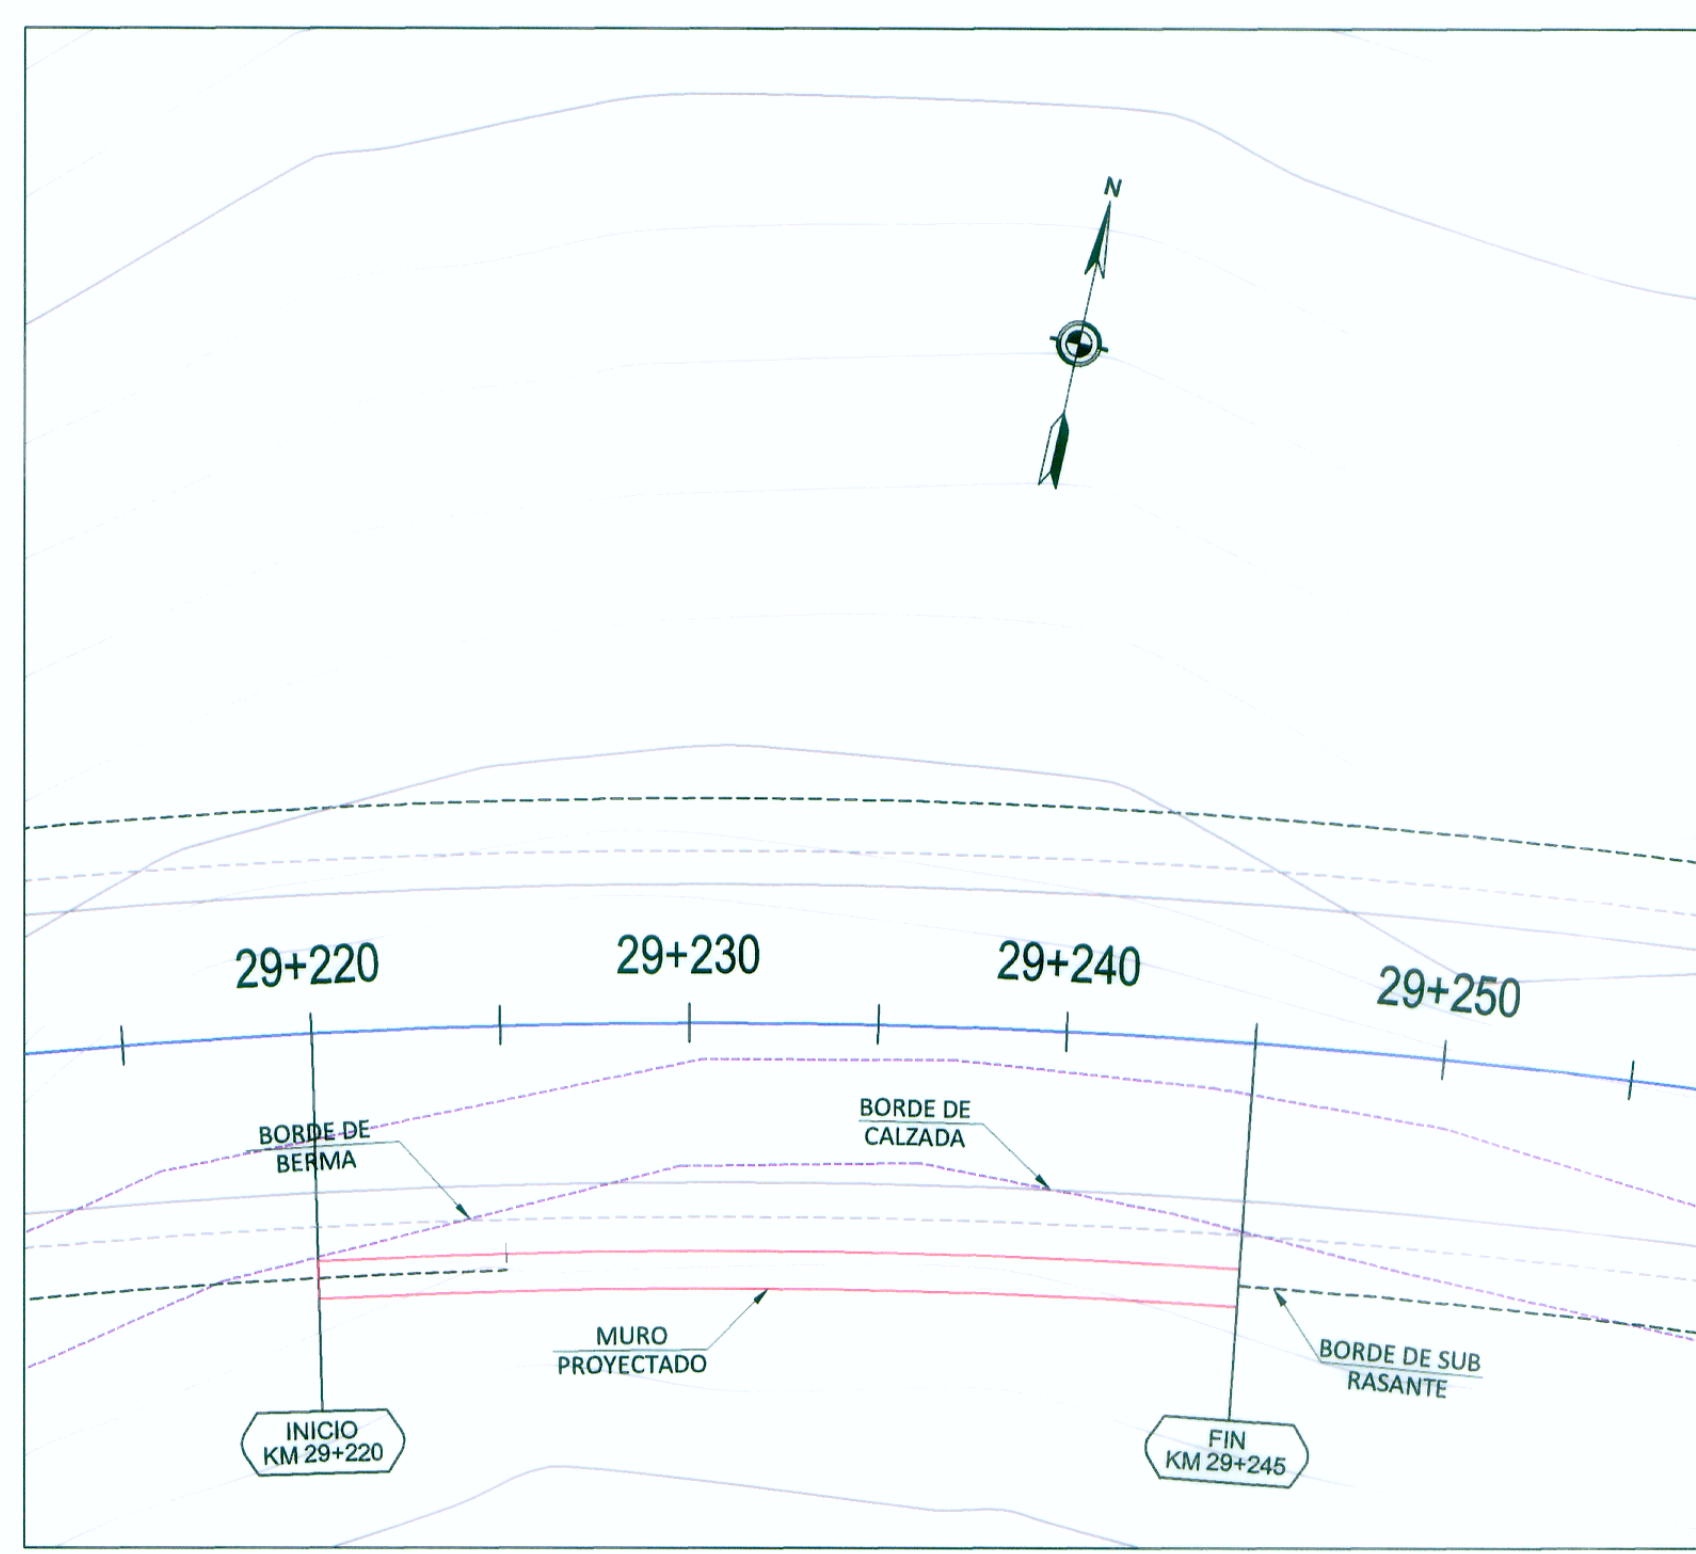 N
29+220
29+230
29+240
29+250
BORDE DE
BERMA
BORDE DE
CALZADA
MURO
PROYECTADO
BORDE DE SUB
RASANTE
INICIO
KM 29+220
FIN
KM 29+245